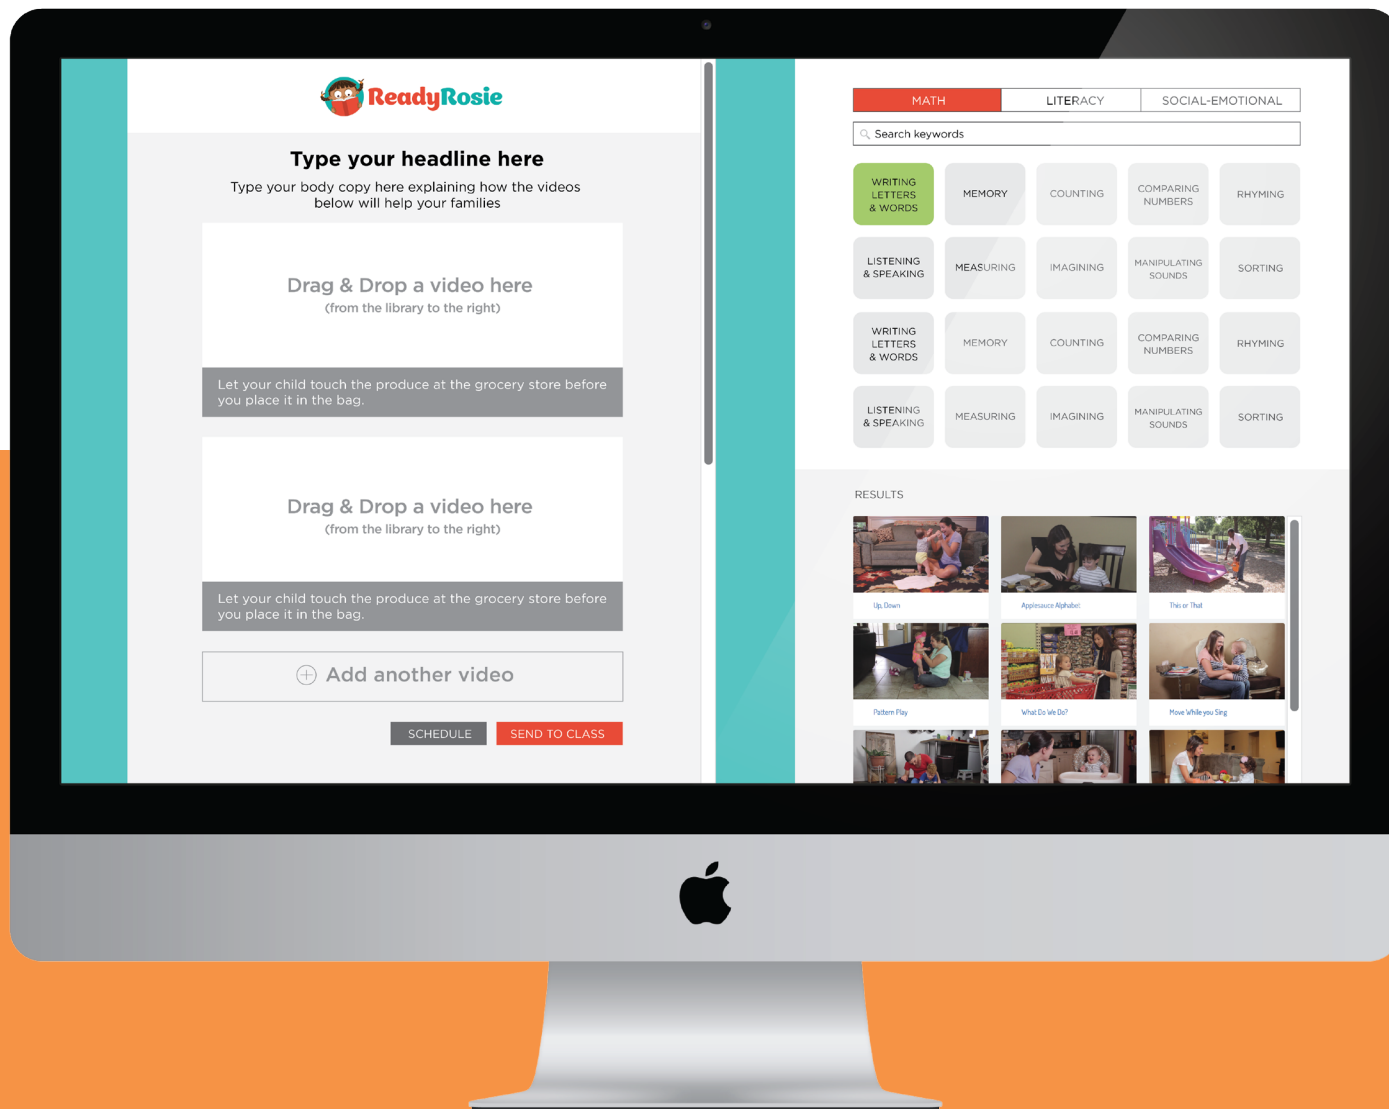 ReadyRosie
Type your headline here
Type your body copy here explaining how the videos
below will help your families
Drag & Drop a video here
(from the library to the right)
Let your child touch the produce at the grocery store before
you place it in the bag.
Drag & Drop a video here
(from the library to the right)
Let your child touch the produce at the grocery store before
you place it in the bag.
Add another video
SCHEDULE
SEND TO CLASS
MATH
LITERACY
SOCIAL-EMOTIONAL
Search keywords
WRITING
LETTERS
& WORDS
MEMORY
COUNTING
COMPARING
NUMBERS
RHYMING
LISTENING
& SPEAKING
MEASURING
IMAGINING
MANIPULATING
SOUNDS
SORTING
WRITING
LETTERS
& WORDS
MEMORY
COUNTING
COMPARING
NUMBERS
RHYMING
LISTENING
& SPEAKING
MEASURING
IMAGINING
MANIPULATING
SOUNDS
SORTING
RESULTS
Up, Down
Applesauce Alphabet
This or That
Pattern Play
What Do We Do?
Move While you Sing